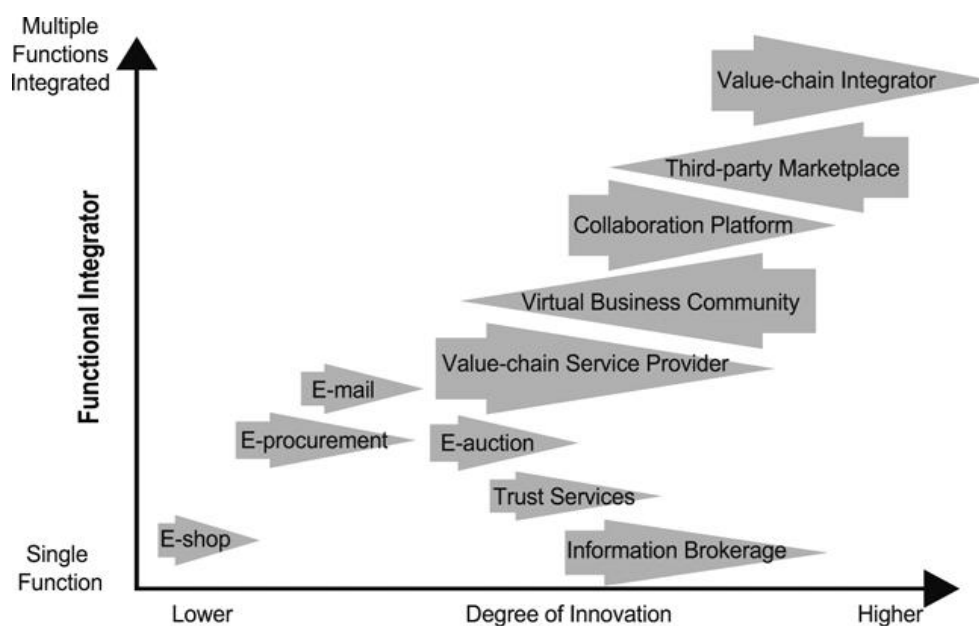 Multiple
Functions
Integrated
Value-chain Integrator
Third-party Marketplace
Collaboration Platform
Functional Integrator
Virtual Business Community
Value-chain Service Provider
E-mail
E-procurement
E-auction
Trust Services
E-shop
Information Brokerage
Single
Function
Lower
Degree of Innovation
Higher